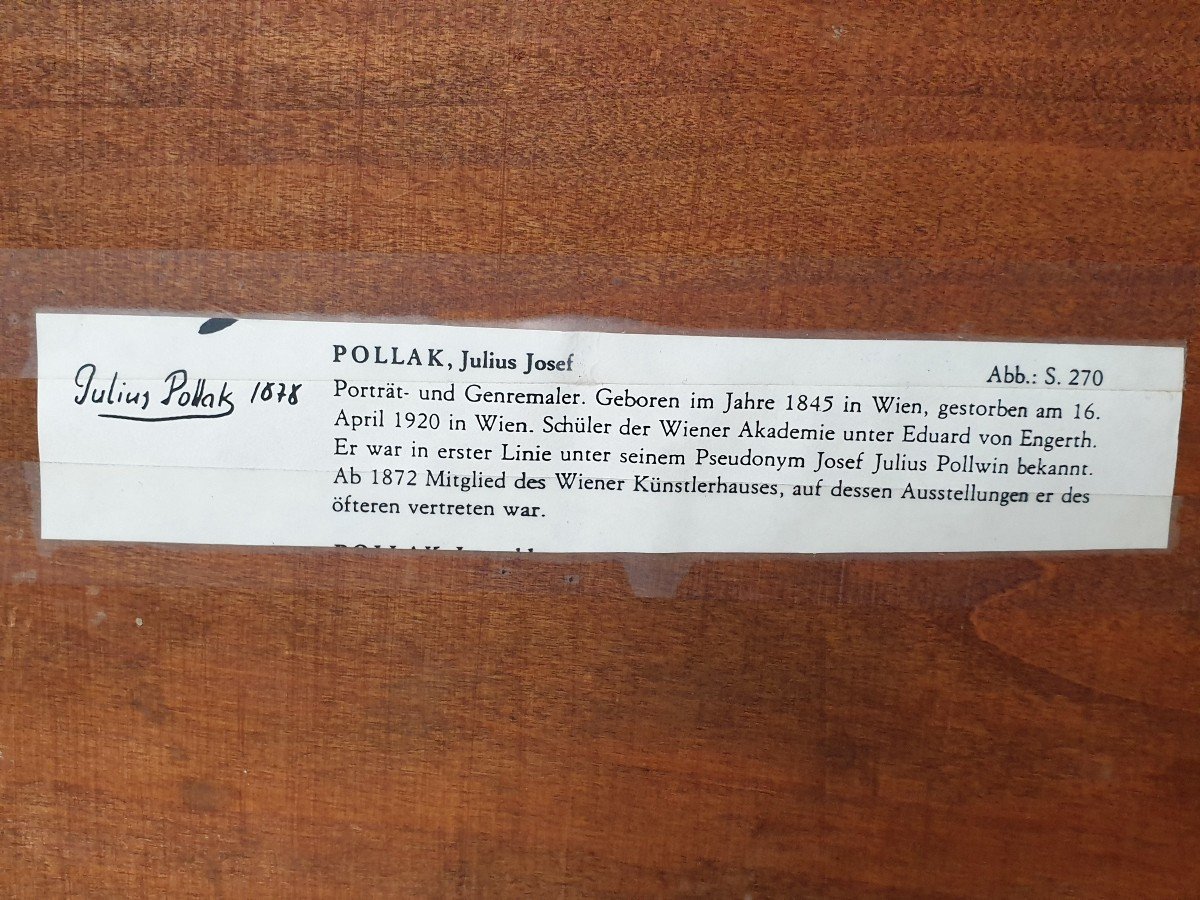 Julius Pollak 1878
POLLAK, Julius Josef
Abb.: S. 270
Porträt- und Genremaler. Geboren im Jahre 1845 in Wien, gestorben am 16.
April 1920 in Wien. Schüler der Wiener Akademie unter Eduard von Engerth.
Er war in erster Linie unter seinem Pseudonym Josef Julius Pollwin bekannt.
Ab 1872 Mitglied des Wiener Künstlerhauses, auf dessen Ausstellungen er des
öfteren vertreten war.
POLLAK,